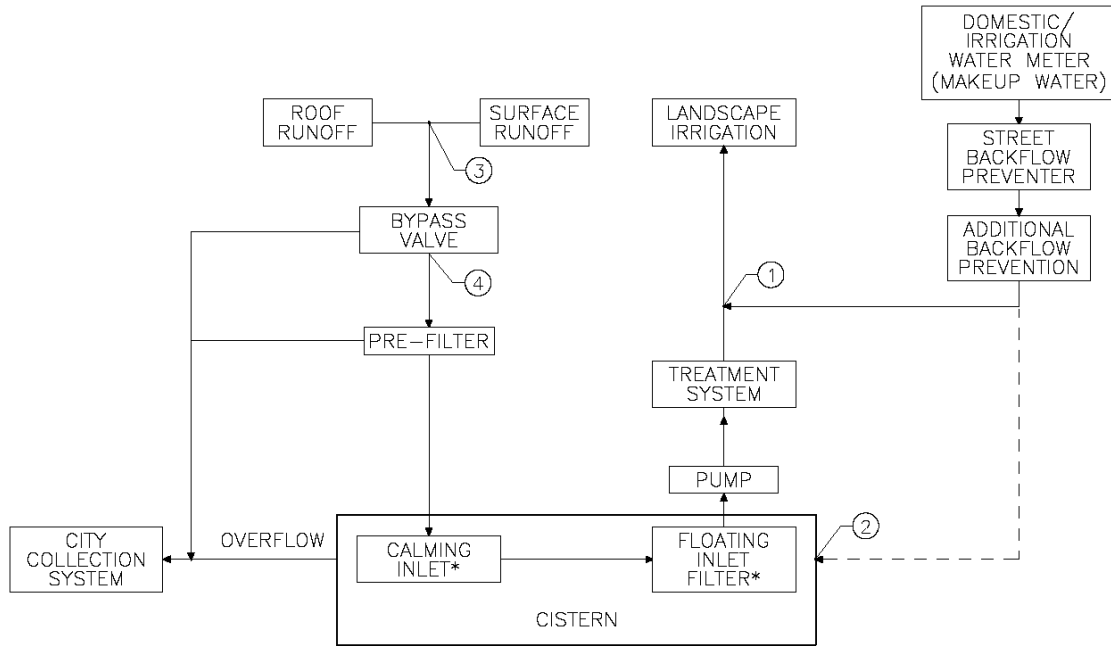 DOMESTIC/
IRRIGATION
WATER METER
(MAKEUP WATER)
ROOF
RUNOFF
SURFACE
RUNOFF
LANDSCAPE
IRRIGATION
STREET
BACKFLOW
PREVENTER
3
BYPASS
VALVE
ADDITIONAL
BACKFLOW
PREVENTION
4
1
PRE-FILTER
TREATMENT
SYSTEM
PUMP
CITY
COLLECTION
SYSTEM
OVERFLOW
CALMING
INLET*
FLOATING
INLET
FILTER*
2
CISTERN